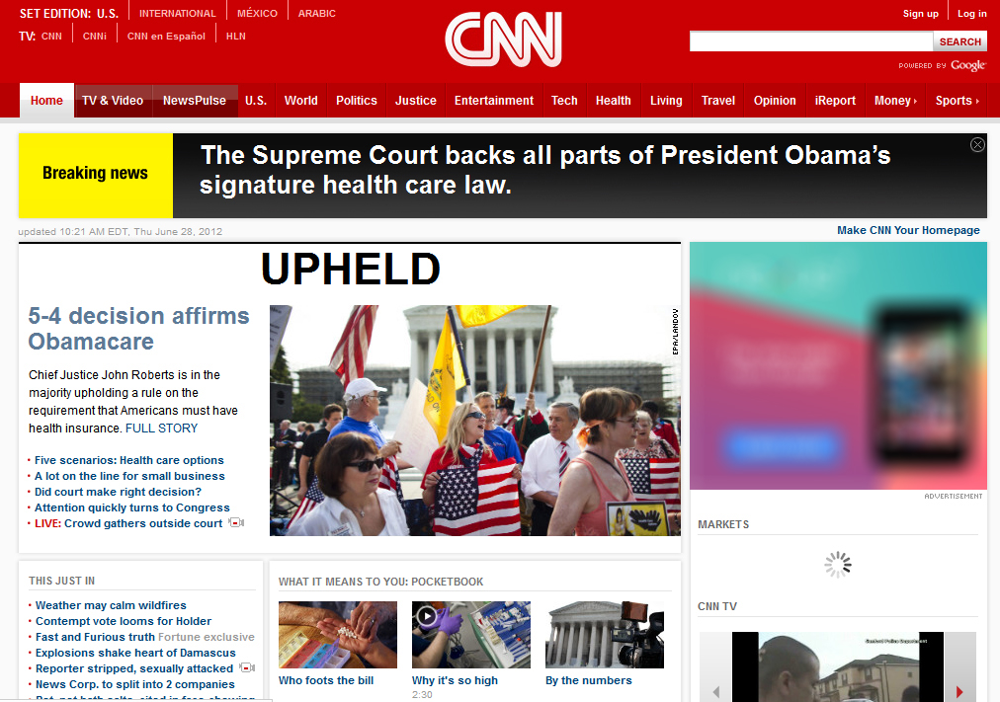 SET EDITION: U.S.
INTERNATIONAL
MÉXICO
ARABIC
TV: CNN
CNNi
CNN en Español
HLN
CNN
Sign up
Log in
SEARCH
POWERED BY Google
Home
TV & Video
NewsPulse
U.S.
World
Politics
Justice
Entertainment
Tech
Health
Living
Travel
Opinion
iReport
Money
Sports
Breaking news
The Supreme Court backs all parts of President Obama’s
signature health care law.
updated 10:21 AM EDT, Thu June 28, 2012
Make CNN Your Homepage
UPHELD
5-4 decision affirms
Obamacare
Chief Justice John Roberts is in the
majority upholding a rule on the
requirement that Americans must have
health insurance. FULL STORY
Five scenarios: Health care options
A lot on the line for small business
Did court make right decision?
Attention quickly turns to Congress
LIVE: Crowd gathers outside court
EPA/LANDOV
ADVERTISEMENT
MARKETS
CNN TV
THIS JUST IN
Weather may calm wildfires
Contempt vote looms for Holder
Fast and Furious truth Fortune exclusive
Explosions shake heart of Damascus
Reporter stripped, sexually attacked
News Corp. to split into 2 companies
WHAT IT MEANS TO YOU: POCKETBOOK
Who foots the bill
Why it's so high
2:30
By the numbers
Sanford Police Department